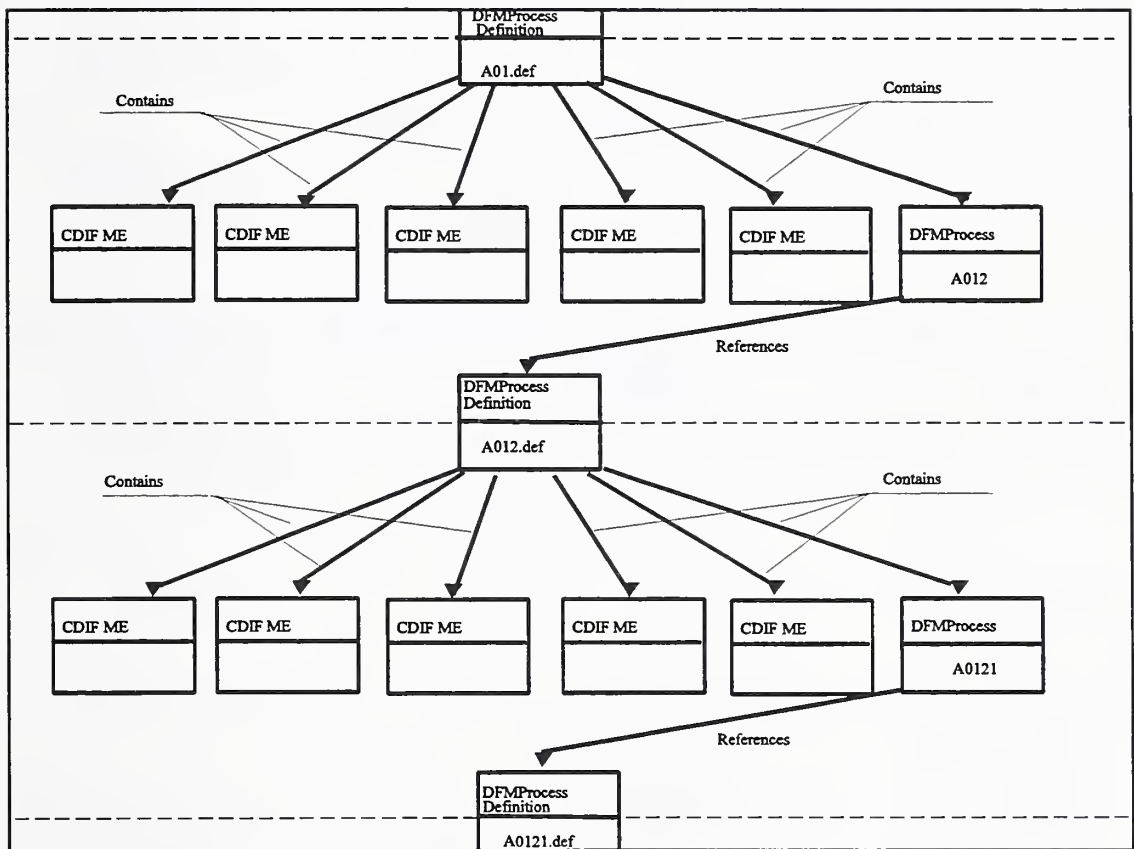 DFMProcess
Definition
A01.def
Contains
Contains
CDIF ME
CDIF ME
CDIF ME
CDIF ME
CDIF ME
DFMProcess
A012
References
DFMProcess
Definition
A012.def
Contains
Contains
CDIF ME
CDIF ME
CDIF ME
CDIF ME
CDIF ME
DFMProcess
A0121
References
DFMProcess
Definition
A0121.def